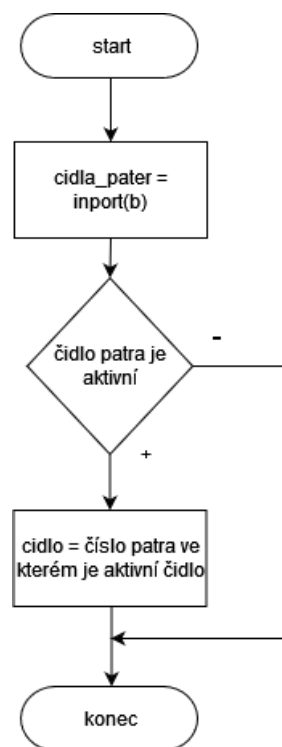 start
cidla_pater =
inport(b)
čidlo patra je
aktivní
-
+
cidlo = číslo patra ve
kterém je aktivní čidlo
konec